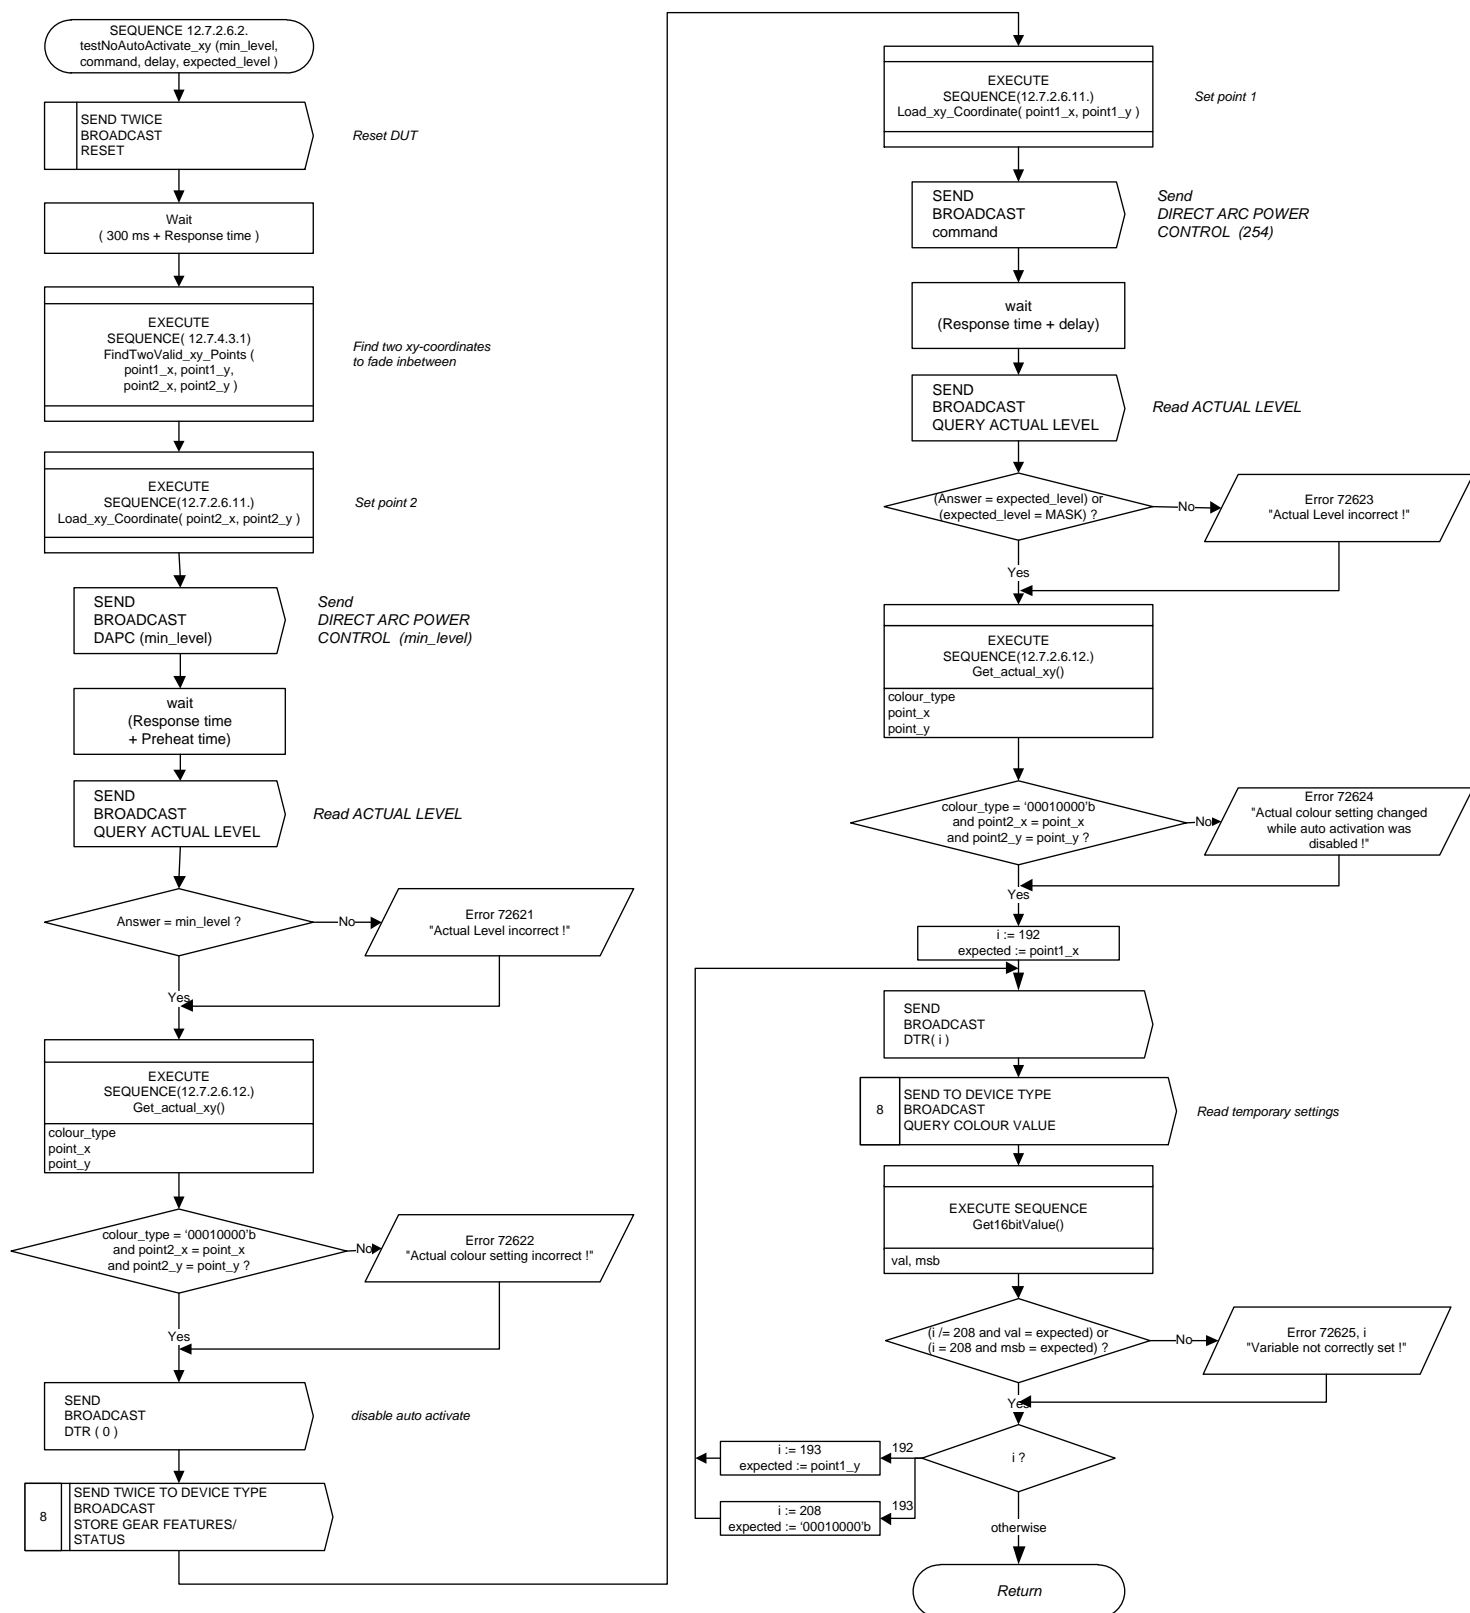 SEQUENCE 12.7.2.6.2.
testNoAutoActivate_xy (min_level,
command, delay, expected_level )
SEND TWICE
BROADCAST
RESET
Reset DUT
Wait
( 300 ms + Response time )
EXECUTE
SEQUENCE( 12.7.4.3.1)
FindTwoValid_xy_Points (
point1_x, point1_y,
point2_x, point2_y )
Find two xy-coordinates
to fade inbetween
EXECUTE
SEQUENCE(12.7.2.6.11.)
Load_xy_Coordinate( point2_x, point2_y )
Set point 2
SEND
BROADCAST
DAPC (min_level)
Send
DIRECT ARC POWER
CONTROL (min_level)
wait
(Response time
+ Preheat time)
SEND
BROADCAST
QUERY ACTUAL LEVEL
Read ACTUAL LEVEL
Answer = min_level ?
No
Error 72621
"Actual Level incorrect !"
Yes
EXECUTE
SEQUENCE(12.7.2.6.12.)
Get_actual_xy()
colour_type
point_x
point_y
colour_type = ‘00010000’b
and point2_x = point_x
and point2_y = point_y ?
No
Error 72622
"Actual colour setting incorrect !"
Yes
SEND
BROADCAST
DTR ( 0 )
disable auto activate
8
SEND TWICE TO DEVICE TYPE
BROADCAST
STORE GEAR FEATURES/
STATUS
EXECUTE
SEQUENCE(12.7.2.6.11.)
Load_xy_Coordinate( point1_x, point1_y )
Set point 1
SEND
BROADCAST
command
Send
DIRECT ARC POWER
CONTROL (254)
wait
(Response time + delay)
SEND
BROADCAST
QUERY ACTUAL LEVEL
Read ACTUAL LEVEL
(Answer = expected_level) or
(expected_level = MASK) ?
No
Error 72623
"Actual Level incorrect !"
Yes
EXECUTE
SEQUENCE(12.7.2.6.12.)
Get_actual_xy()
colour_type
point_x
point_y
colour_type = ‘00010000’b
and point2_x = point_x
and point2_y = point_y ?
No
Error 72624
"Actual colour setting changed
while auto activation was
disabled !"
Yes
i := 192
expected := point1_x
SEND
BROADCAST
DTR( i )
8
SEND TO DEVICE TYPE
BROADCAST
QUERY COLOUR VALUE
Read temporary settings
EXECUTE SEQUENCE
Get16bitValue()
val, msb
(i /= 208 and val = expected) or
(i = 208 and msb = expected) ?
No
Error 72625, i
"Variable not correctly set !"
Yes
i ?
192
i := 193
expected := point1_y
193
i := 208
expected := ‘00010000’b
otherwise
Return